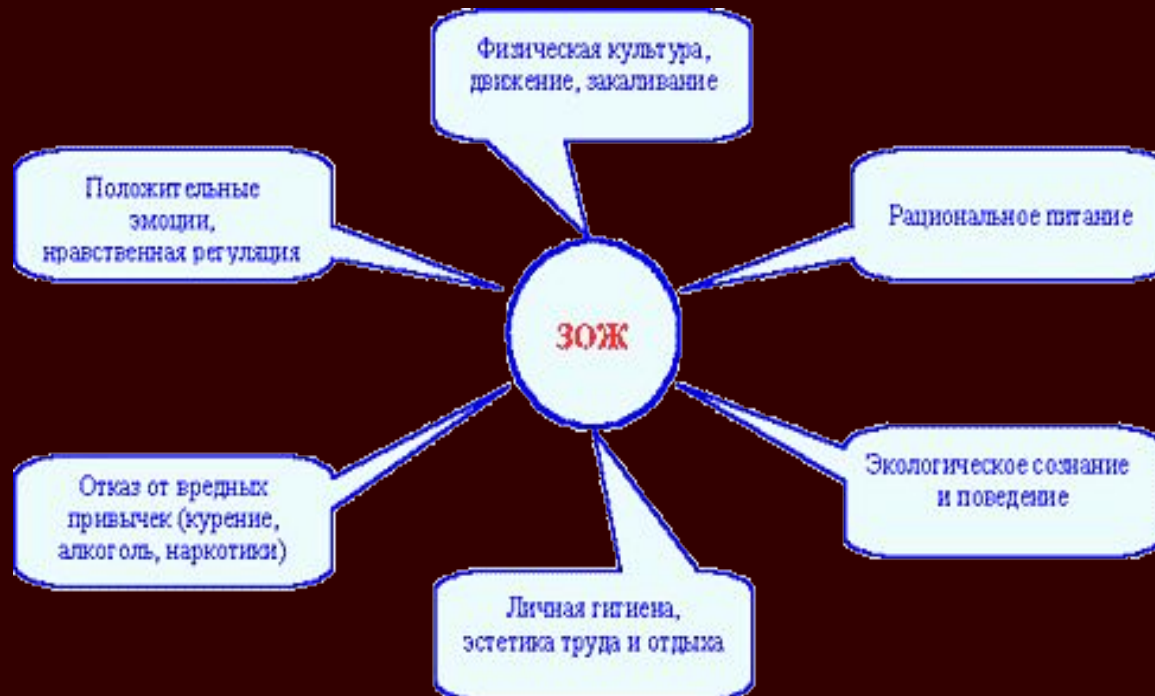 Физическая культура,
движение, закаливание
Положительные
эмоции,
нравственная регуляция
Рациональное питание
ЗОЖ
Отказ от вредных
привычек (курение,
алкоголь, наркотики)
Экологическое сознание
и поведение
Личная гигиена,
эстетика труда и отдыха